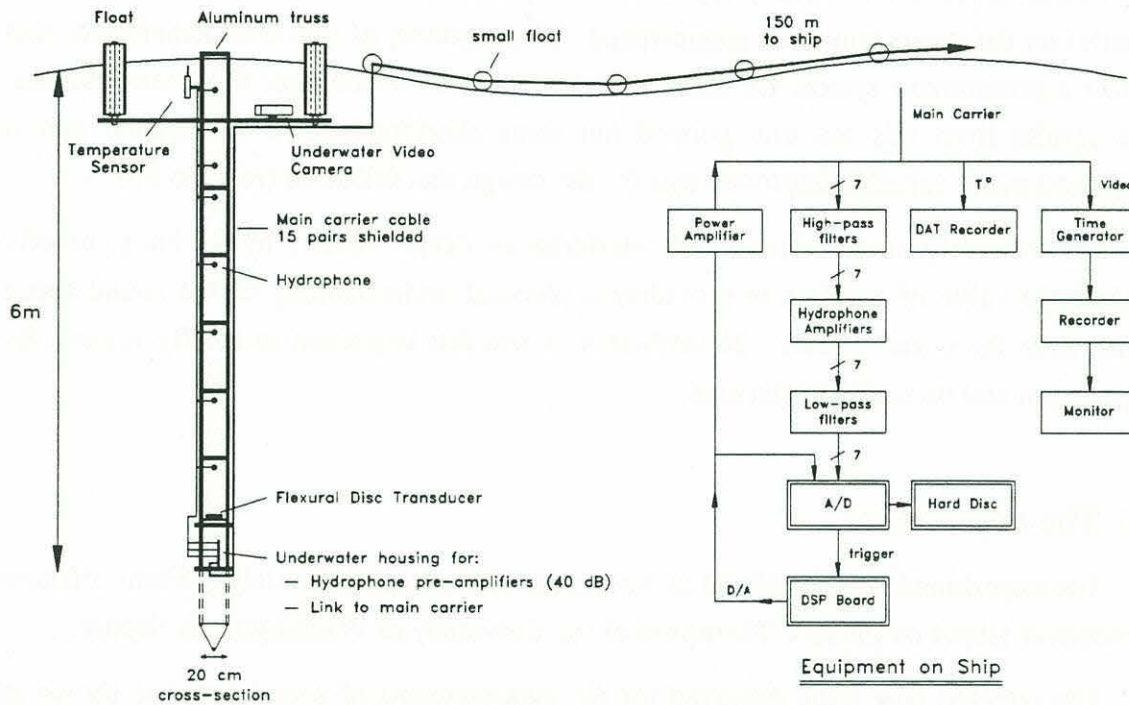 Float
Aluminum truss
small float
150 m
to ship
Temperature
Sensor
Underwater Video
Camera
Main carrier cable
15 pairs shielded
Hydrophone
6m
Flexural Disc Transducer
Underwater housing for:
— Hydrophone pre-amplifiers (40 dB)
— Link to main carrier
20 cm
cross-section
Main Carrier
7
T°
Video
Power
Amplifier
High-pass
filters
DAT Recorder
Time
Generator
7
Hydrophone
Amplifiers
Recorder
7
Low-pass
filters
Monitor
7
A/D
Hard Disc
trigger
D/A
DSP Board
Equipment on Ship